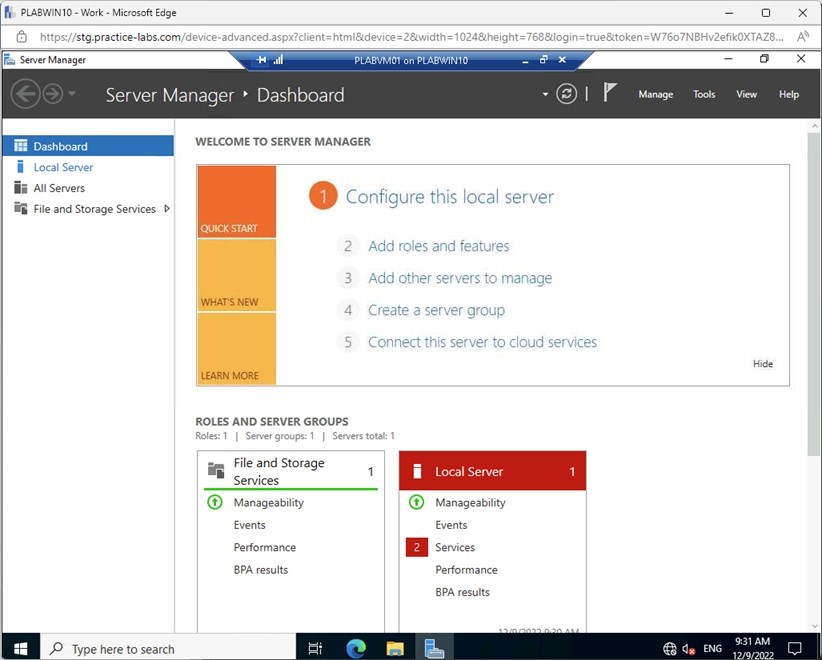 PLABWIN10 - Work - Microsoft Edge
https://stg.practice-labs.com/device-advanced.aspx?client=html&device=2&width=1024&height=768&login=true&token=W76o7NBHv2efik0XTAZ8...
Server Manager
PLABVM01 on PLABWIN10
Server Manager Dashboard
Manage Tools View Help
Dashboard
Local Server
All Servers
File and Storage Services
WELCOME TO SERVER MANAGER
QUICK START
WHAT'S NEW
LEARN MORE
1 Configure this local server
2 Add roles and features
3 Add other servers to manage
4 Create a server group
5 Connect this server to cloud services
Hide
ROLES AND SERVER GROUPS
Roles: 1 | Server groups: 1 | Servers total: 1
File and Storage
Services 1
Manageability
Events
Performance
BPA results
Local Server 1
Manageability
Events
2 Services
Performance
BPA results
12/9/2022 9:30 AM
Type here to search
ENG
9:31 AM
12/9/2022